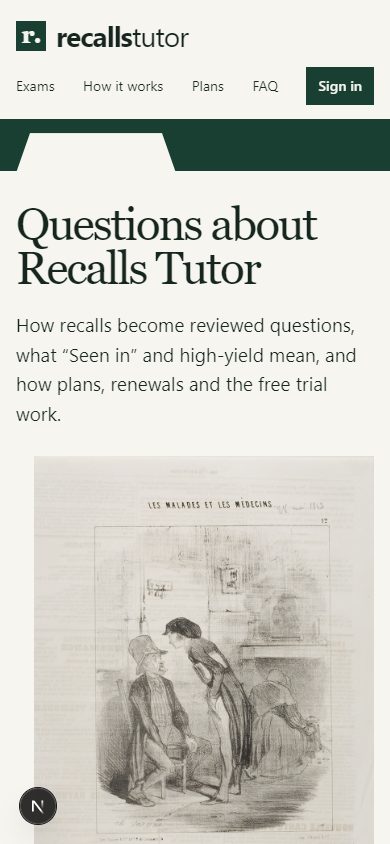 r. recallstutor
Exams How it works Plans FAQ Sign in
Questions about
Recalls Tutor
How recalls become reviewed questions,
what “Seen in” and high-yield mean, and
how plans, renewals and the free trial
work.
LES MALADES ET LES MÉDECINS.
N